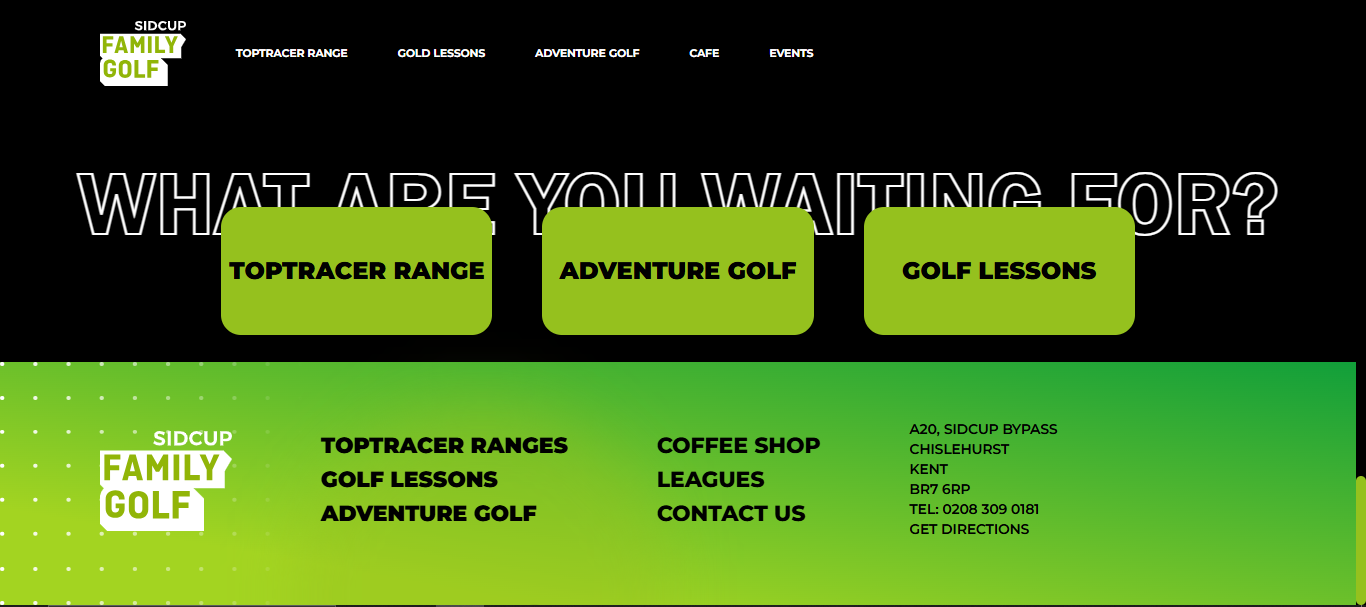 SIDCUP
FAMILY
GOLF
TOPTRACER RANGE
GOLD LESSONS
ADVENTURE GOLF
CAFE
EVENTS
WHAT ARE YOU WAITING FOR?
TOPTRACER RANGE
ADVENTURE GOLF
GOLF LESSONS
SIDCUP
FAMILY
GOLF
TOPTRACER RANGES
GOLF LESSONS
ADVENTURE GOLF
COFFEE SHOP
LEAGUES
CONTACT US
A20, SIDCUP BYPASS
CHISLEHURST
KENT
BR7 6RP
TEL: 0208 309 0181
GET DIRECTIONS